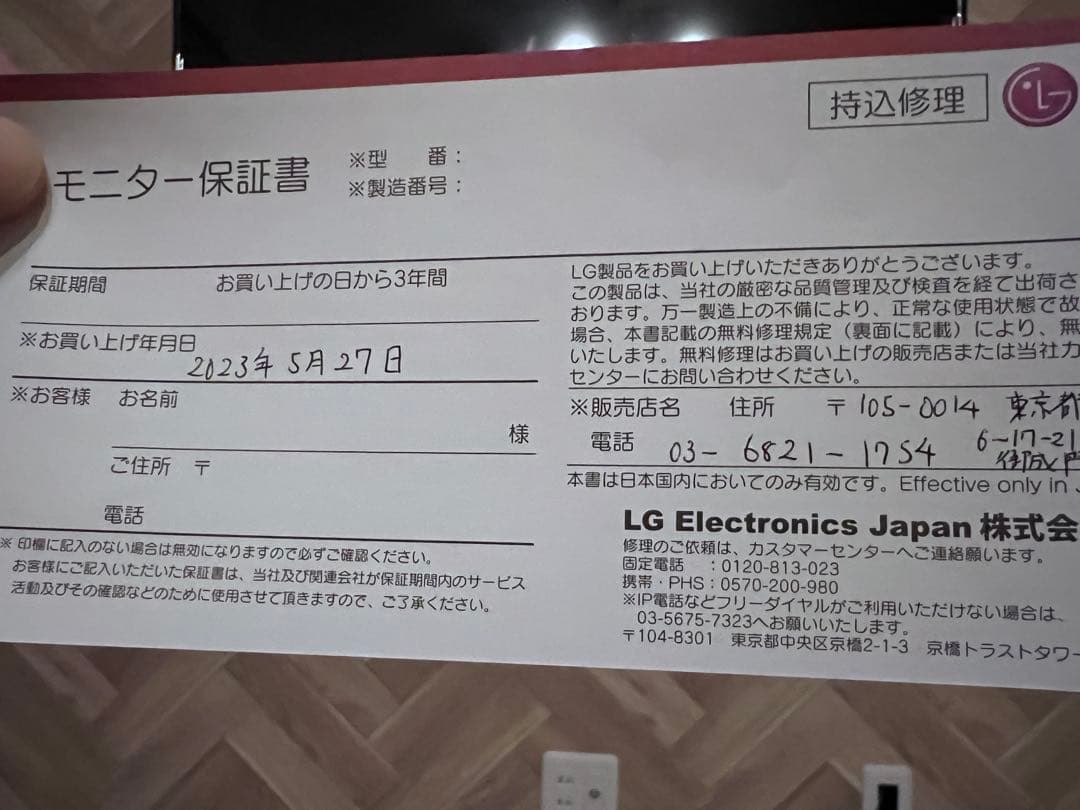 持込修理
LG
モニター保証書
※型 番：
※製造番号：
保証期間 お買い上げの日から3年間
※お買い上げ年月日
2023年5月27日
※お客様 お名前
様
ご住所 〒
電話
※ 印欄に記入のない場合は無効になりますので必ずご確認ください。
お客様にご記入いただいた保証書は、当社及び関連会社が保証期間内のサービス
活動及びその確認などのために使用させて頂きますので、ご了承ください。
LG製品をお買い上げいただきありがとうございます。
この製品は、当社の厳密な品質管理及び検査を経て出荷さ
おります。万一製造上の不備により、正常な使用状態で故
場合、本書記載の無料修理規定（裏面に記載）により、無
いたします。無料修理はお買い上げの販売店または当社カ
センターにお問い合わせください。
※販売店名 住所 〒105-0014 東京都
電話 03-6821-1754 6-17-21
御成門
本書は日本国内においてのみ有効です。Effective only in J
LG Electronics Japan 株式会
修理のご依頼は、カスタマーセンターへご連絡願います。
固定電話 ：0120-813-023
携帯・PHS：0570-200-980
※IP電話などフリーダイヤルがご利用いただけない場合は、
03-5675-7323へお願いいたします。
〒104-8301 東京都中央区京橋2-1-3 京橋トラストタワー